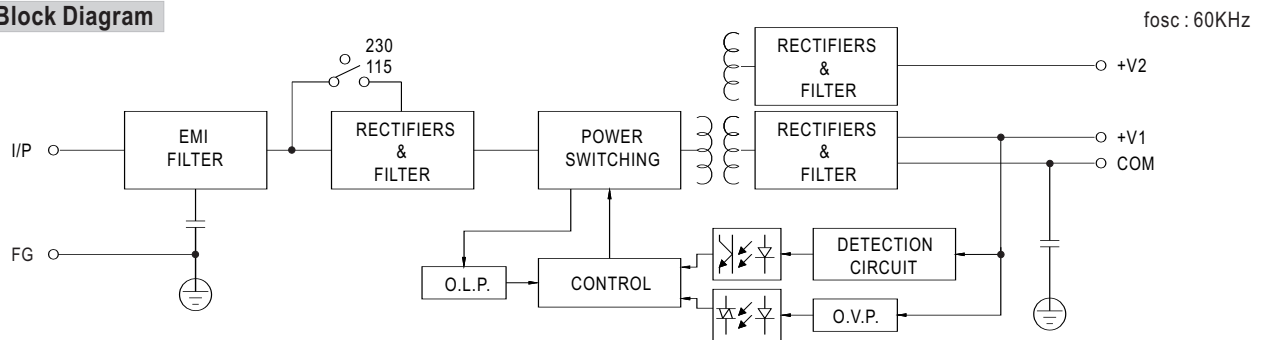 Block Diagram
fosc : 60KHz
230
115
RECTIFIERS
&
FILTER
+V2
I/P
EMI
FILTER
RECTIFIERS
&
FILTER
POWER
SWITCHING
RECTIFIERS
&
FILTER
+V1
COM
FG
O.L.P.
CONTROL
DETECTION
CIRCUIT
O.V.P.